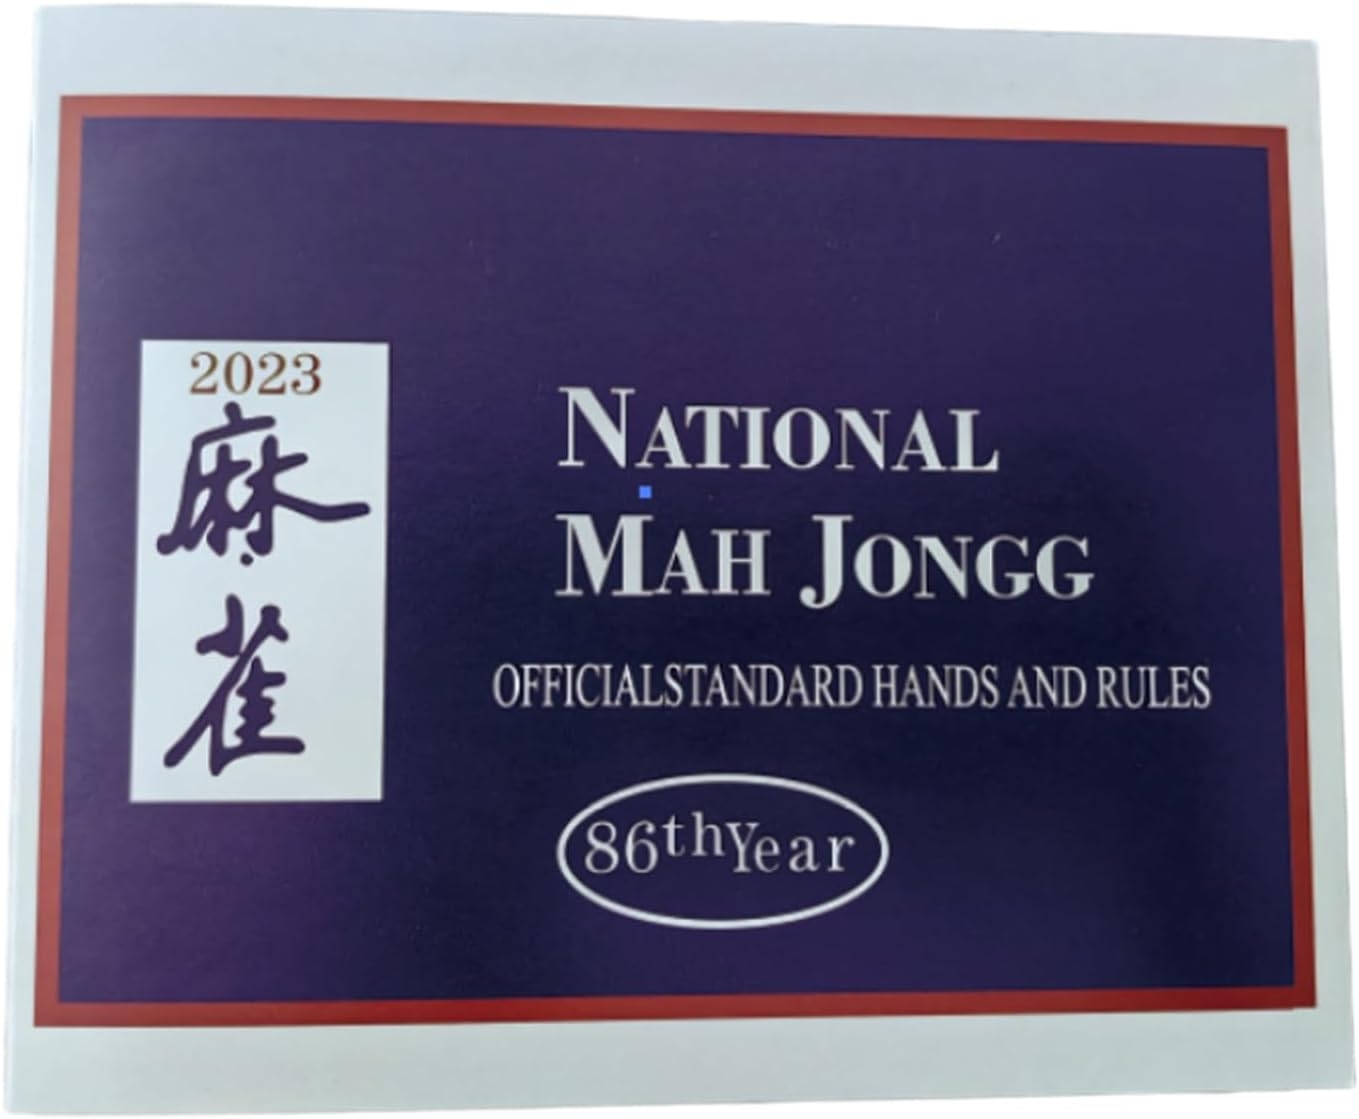 2023
麻
雀
NATIONAL
MAH JONGG
OFFICIALSTANDARD HANDS AND RULES
86thYear